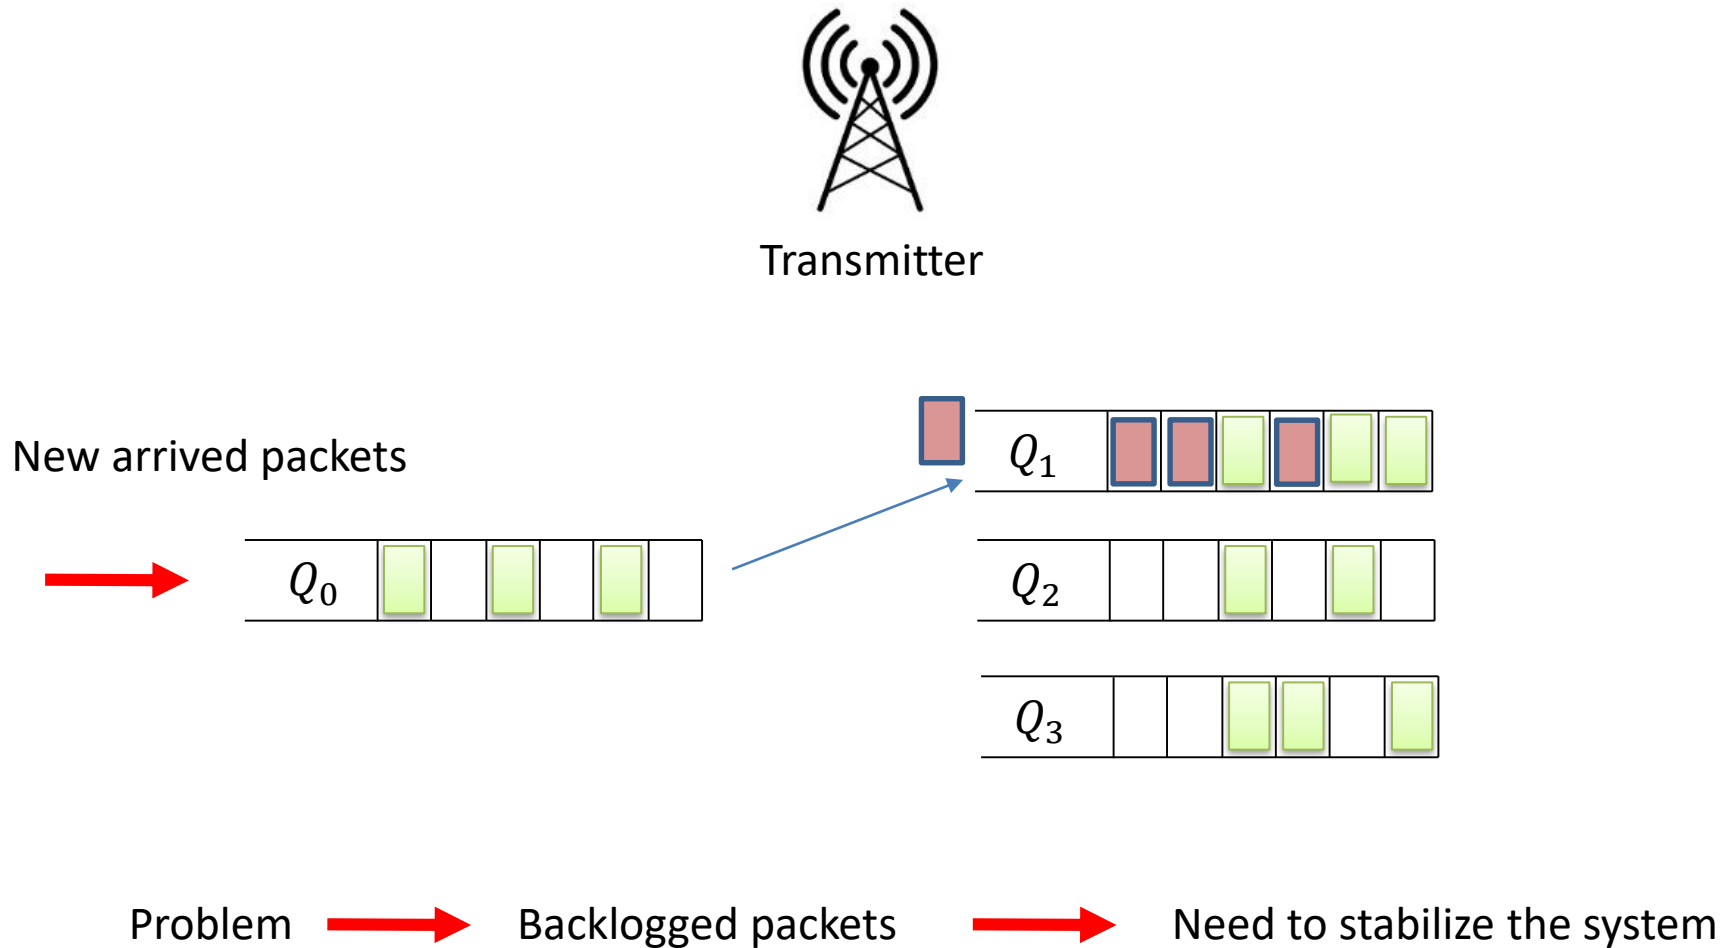 Transmitter
New arrived packets
Q₁
Q₀
Q₂
Q₃
Problem
Backlogged packets
Need to stabilize the system